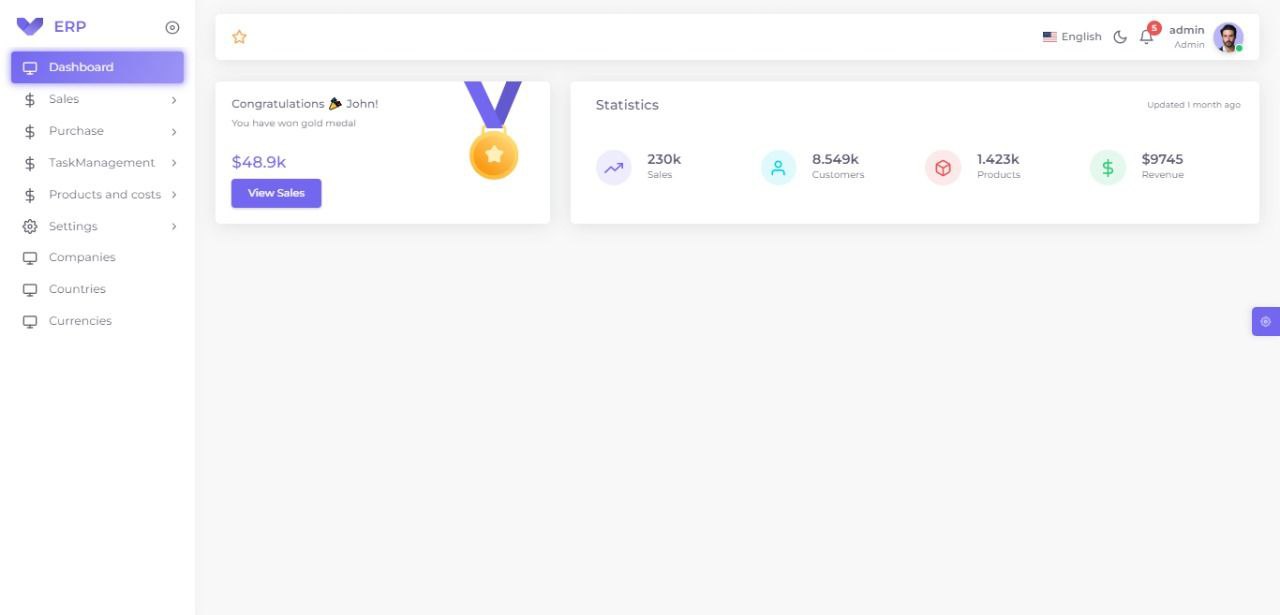 ERP
Dashboard
Sales
Purchase
TaskManagement
Products and costs
Settings
Companies
Countries
Currencies
English
5
admin
Admin
Congratulations 🎉 John!
You have won gold medal
$48.9k
View Sales
Statistics
Updated 1 month ago
230k
Sales
8.549k
Customers
1.423k
Products
$9745
Revenue